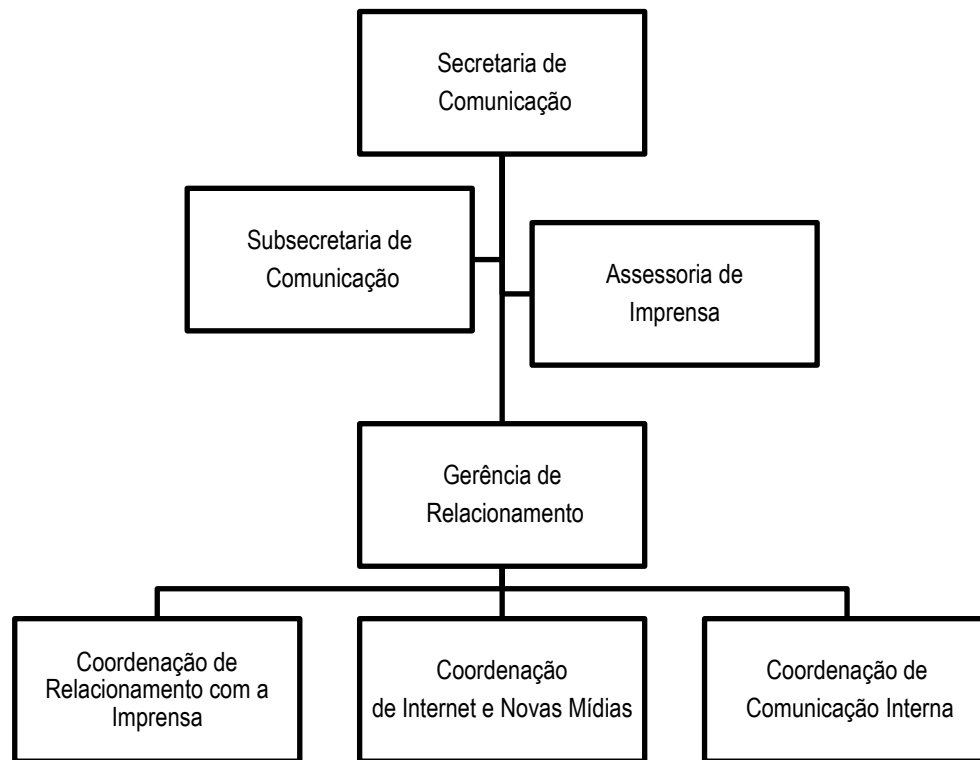 Secretaria de
Comunicação
Subsecretaria de
Comunicação
Assessoria de
Imprensa
Gerência de
Relacionamento
Coordenação de
Relacionamento com a
Imprensa
Coordenação
de Internet e Novas Mídias
Coordenação de
Comunicação Interna